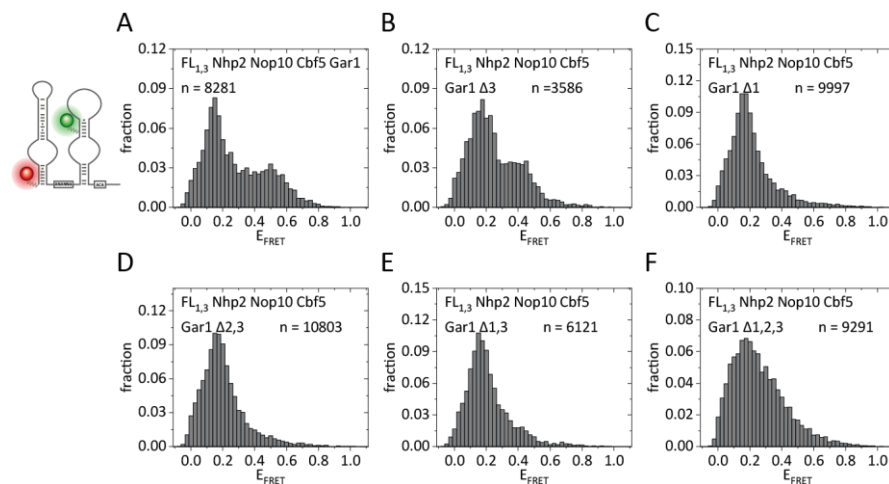 A
FL1,3 Nhp2 Nop10 Cbf5 Gar1
n = 8281
0.12
0.09
0.06
0.03
0.00
fraction
0.0 0.2 0.4 0.6 0.8 1.0
EFRET
B
FL1,3 Nhp2 Nop10 Cbf5
Gar1 Δ3 n =3586
0.12
0.09
0.06
0.03
0.00
fraction
0.0 0.2 0.4 0.6 0.8 1.0
EFRET
C
FL1,3 Nhp2 Nop10 Cbf5
Gar1 Δ1 n = 9997
0.15
0.12
0.09
0.06
0.03
0.00
fraction
0.0 0.2 0.4 0.6 0.8 1.0
EFRET
D
FL1,3 Nhp2 Nop10 Cbf5
Gar1 Δ2,3 n = 10803
0.12
0.09
0.06
0.03
0.00
fraction
0.0 0.2 0.4 0.6 0.8 1.0
EFRET
E
FL1,3 Nhp2 Nop10 Cbf5
Gar1 Δ1,3 n = 6121
0.15
0.12
0.09
0.06
0.03
0.00
fraction
0.0 0.2 0.4 0.6 0.8 1.0
EFRET
F
FL1,3 Nhp2 Nop10 Cbf5
Gar1 Δ1,2,3 n = 9291
0.10
0.08
0.06
0.04
0.02
0.00
fraction
0.0 0.2 0.4 0.6 0.8 1.0
EFRET